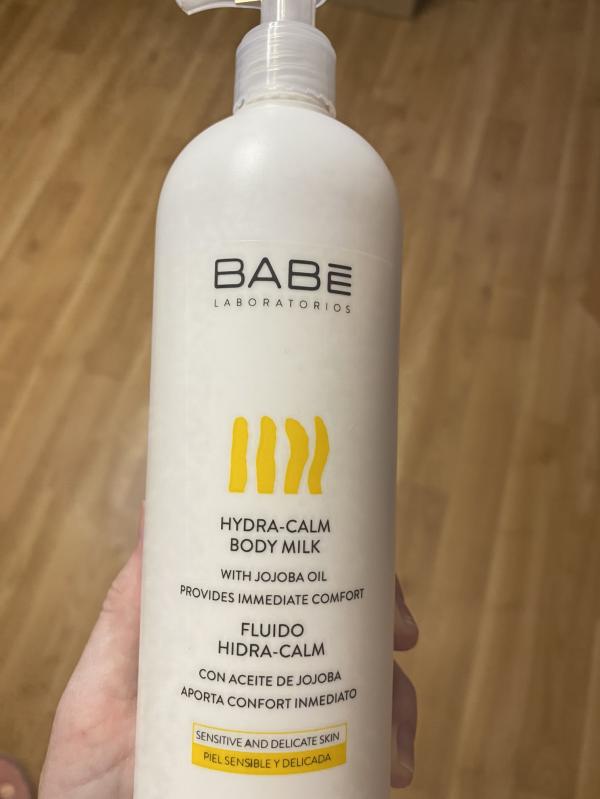 BABĒ
LABORATORIOS
HYDRA-CALM
BODY MILK
WITH JOJOBA OIL
PROVIDES IMMEDIATE COMFORT
FLUIDO
HIDRA-CALM
CON ACEITE DE JOJOBA
APORTA CONFORT INMEDIATO
SENSITIVE AND DELICATE SKIN
PIEL SENSIBLE Y DELICADA